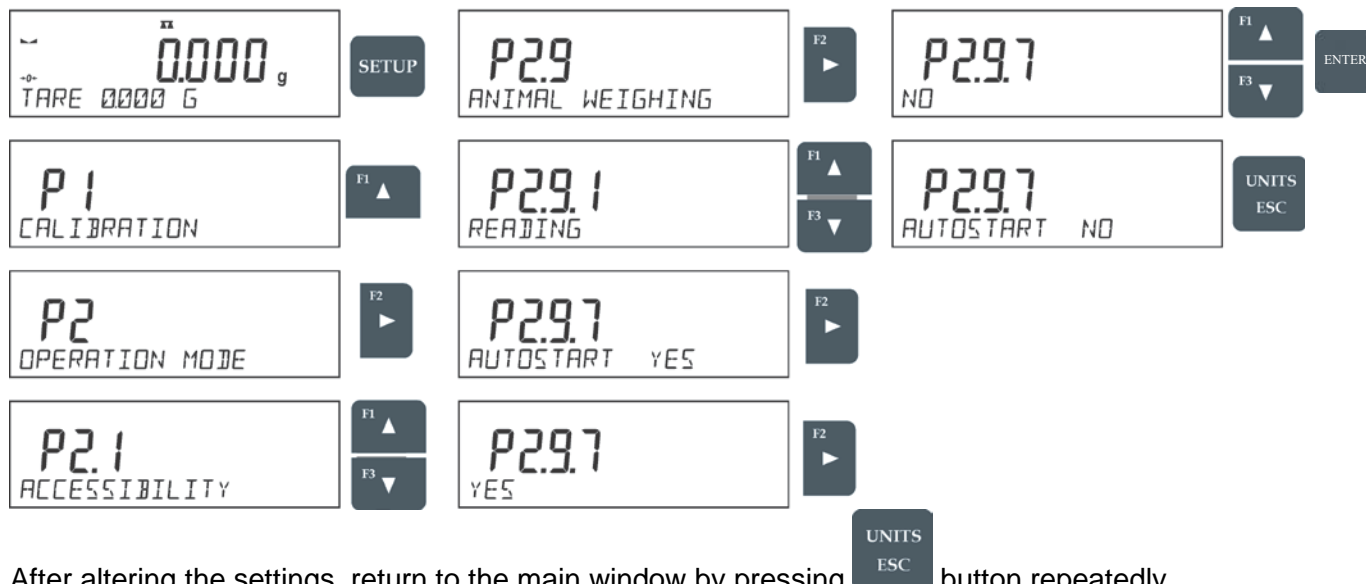 0.000 g
TARE 0.000 G
SETUP
P1
CALIBRATION
F1
P2
OPERATION MODE
F2
P2.1
ACCESSIBILITY
F1
F3
P2.9
ANIMAL WEIGHING
F2
P2.9.1
READING
F1
F3
P2.9.7
AUTOSTART YES
F2
P2.9.7
YES
F2
P2.9.7
NO
F1
F3
ENTER
P2.9.7
AUTOSTART NO
UNITS
ESC
After altering the settings, return to the main window by pressing UNITS ESC button repeatedly